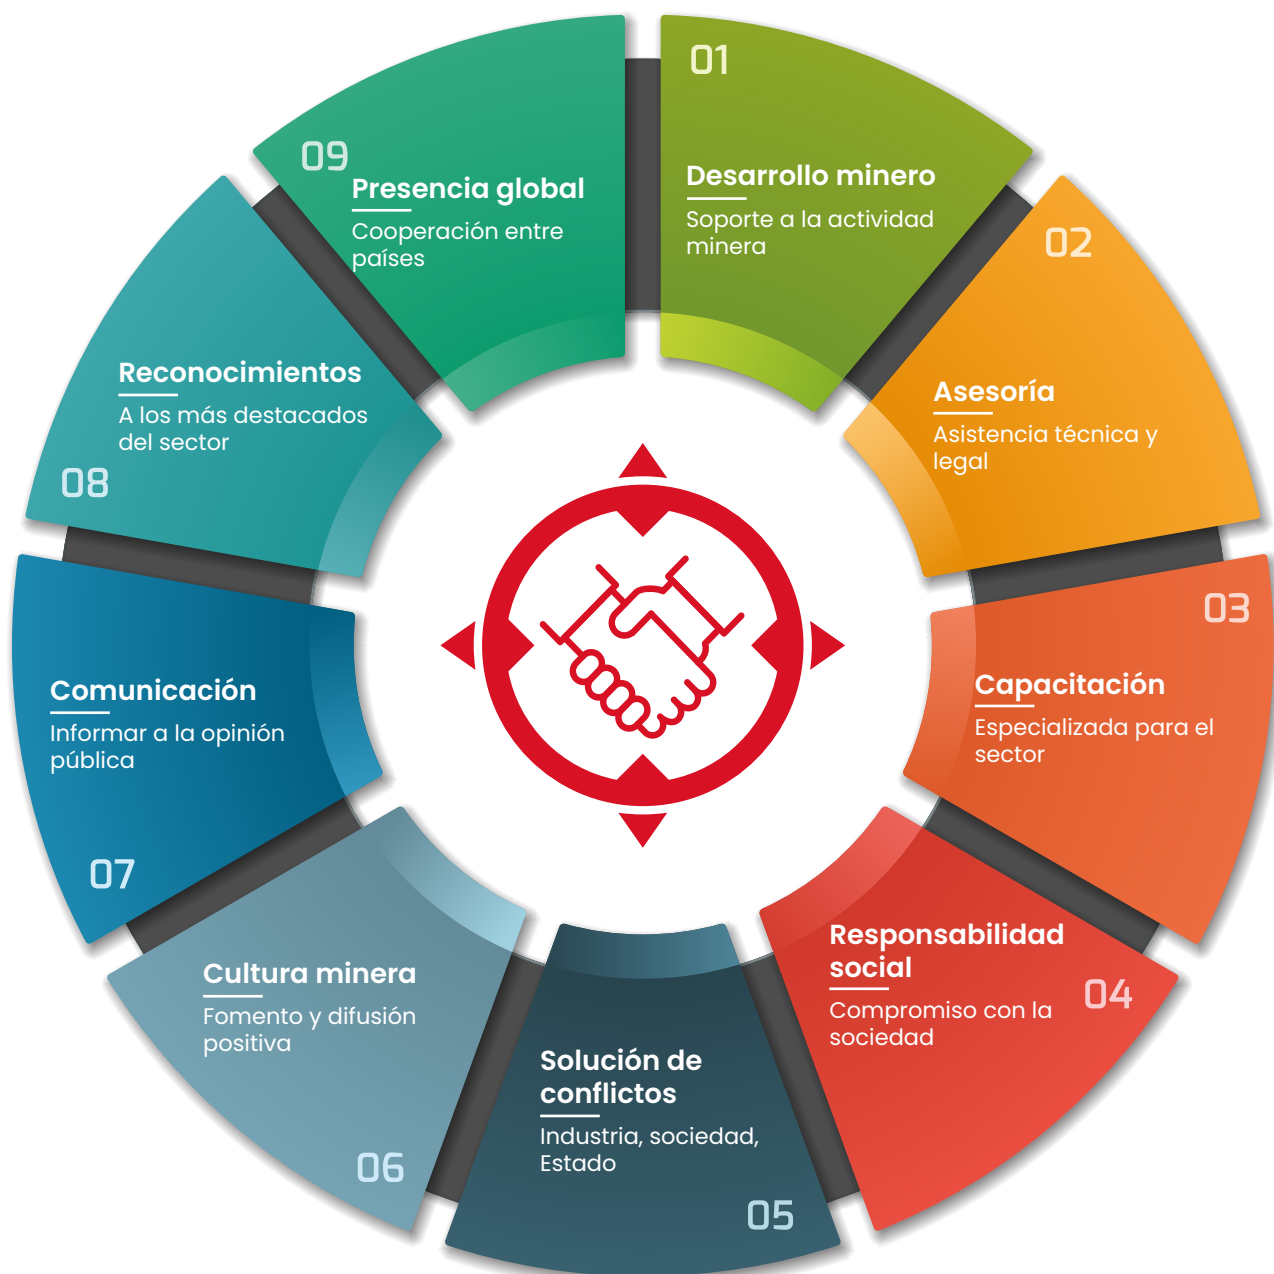 01
Desarrollo minero
Soporte a la actividad
minera
02
Asesoría
Asistencia técnica y
legal
03
Capacitación
Especializada para el
sector
04
Responsabilidad
social
Compromiso con la
sociedad
05
Solución de
conflictos
Industria, sociedad,
Estado
06
Cultura minera
Fomento y difusión
positiva
07
Comunicación
Informar a la opinión
pública
08
Reconocimientos
A los más destacados
del sector
09
Presencia global
Cooperación entre
países